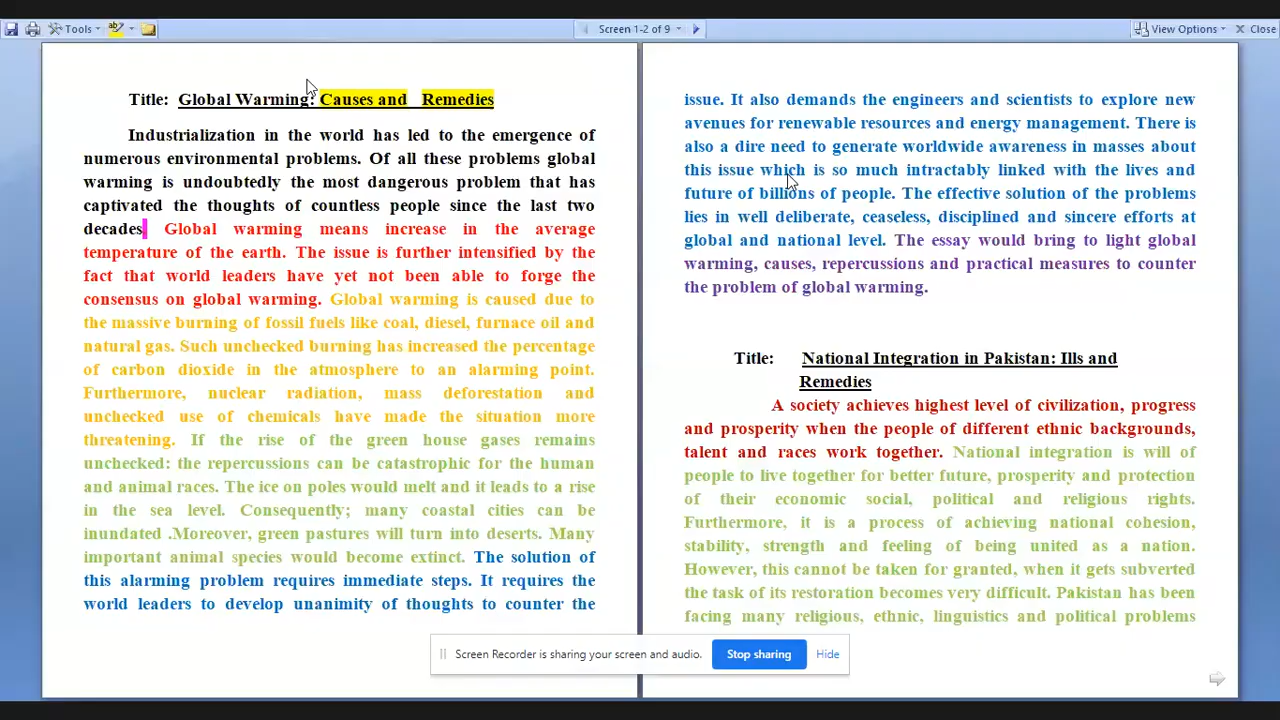 Tools
Screen 1-2 of 9
View Options
Close
Title: Global Warming: Causes and Remedies
Industrialization in the world has led to the emergence of
numerous environmental problems. Of all these problems global
warming is undoubtedly the most dangerous problem that has
captivated the thoughts of countless people since the last two
decades Global warming means increase in the average
temperature of the earth. The issue is further intensified by the
fact that world leaders have yet not been able to forge the
consensus on global warming. Global warming is caused due to
the massive burning of fossil fuels like coal, diesel, furnace oil and
natural gas. Such unchecked burning has increased the percentage
of carbon dioxide in the atmosphere to an alarming point.
Furthermore, nuclear radiation, mass deforestation and
unchecked use of chemicals have made the situation more
threatening. If the rise of the green house gases remains
unchecked: the repercussions can be catastrophic for the human
and animal races. The ice on poles would melt and it leads to a rise
in the sea level. Consequently; many coastal cities can be
inundated .Moreover, green pastures will turn into deserts. Many
important animal species would become extinct. The solution of
this alarming problem requires immediate steps. It requires the
world leaders to develop unanimity of thoughts to counter the
issue. It also demands the engineers and scientists to explore new
avenues for renewable resources and energy management. There is
also a dire need to generate worldwide awareness in masses about
this issue which is so much intractably linked with the lives and
future of billions of people. The effective solution of the problems
lies in well deliberate, ceaseless, disciplined and sincere efforts at
global and national level. The essay would bring to light global
warming, causes, repercussions and practical measures to counter
the problem of global warming.
Title: National Integration in Pakistan: Ills and
Remedies
A society achieves highest level of civilization, progress
and prosperity when the people of different ethnic backgrounds,
talent and races work together. National integration is will of
people to live together for better future, prosperity and protection
of their economic social, political and religious rights.
Furthermore, it is a process of achieving national cohesion,
stability, strength and feeling of being united as a nation.
However, this cannot be taken for granted, when it gets subverted
the task of its restoration becomes very difficult. Pakistan has been
facing many religious, ethnic, linguistics and political problems
Screen Recorder is sharing your screen and audio.
Stop sharing
Hide